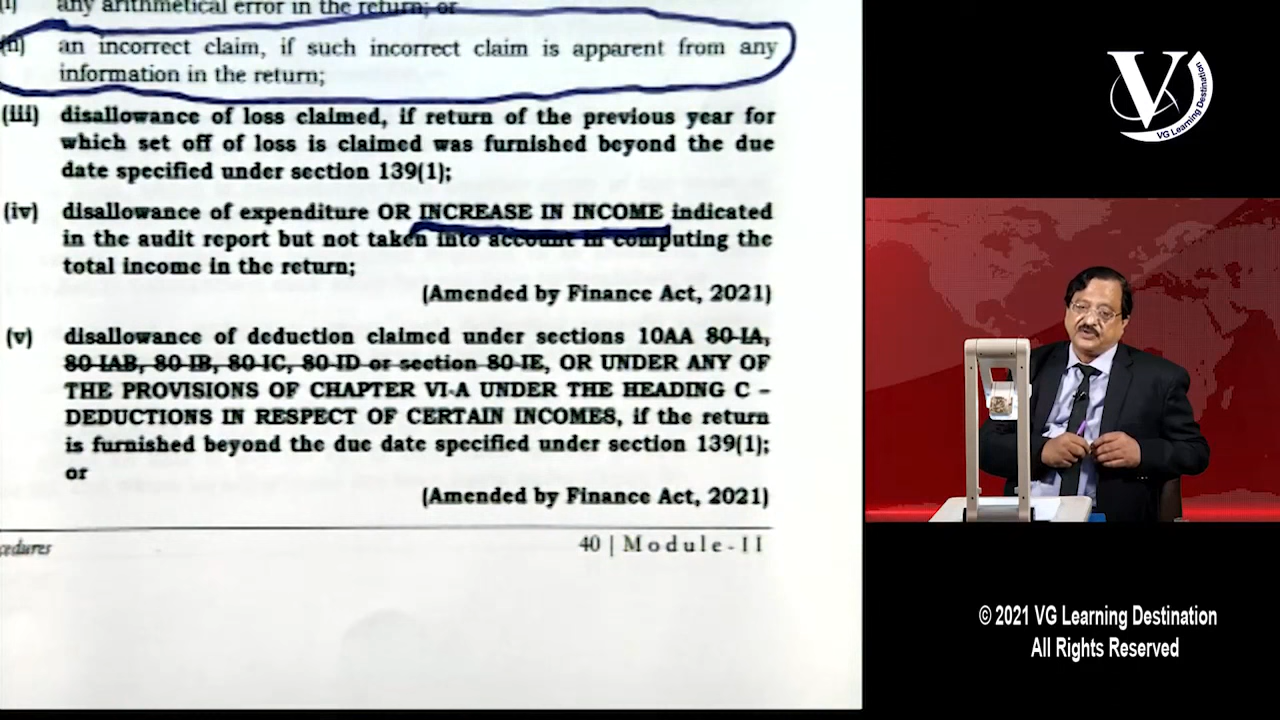 (i) any arithmetical error in the return; or
(ii) an incorrect claim, if such incorrect claim is apparent from any
information in the return;
(iii) disallowance of loss claimed, if return of the previous year for
which set off of loss is claimed was furnished beyond the due
date specified under section 139(1);
(iv) disallowance of expenditure OR INCREASE IN INCOME indicated
in the audit report but not taken into account in computing the
total income in the return;
(Amended by Finance Act, 2021)
(v) disallowance of deduction claimed under sections 10AA 80-IA,
80-IAB, 80-IB, 80-IC, 80-ID or section 80-IE, OR UNDER ANY OF
THE PROVISIONS OF CHAPTER VI-A UNDER THE HEADING C –
DEDUCTIONS IN RESPECT OF CERTAIN INCOMES, if the return
is furnished beyond the due date specified under section 139(1);
or
(Amended by Finance Act, 2021)
40 | Module-II
V
VG Learning Destination
© 2021 VG Learning Destination
All Rights Reserved